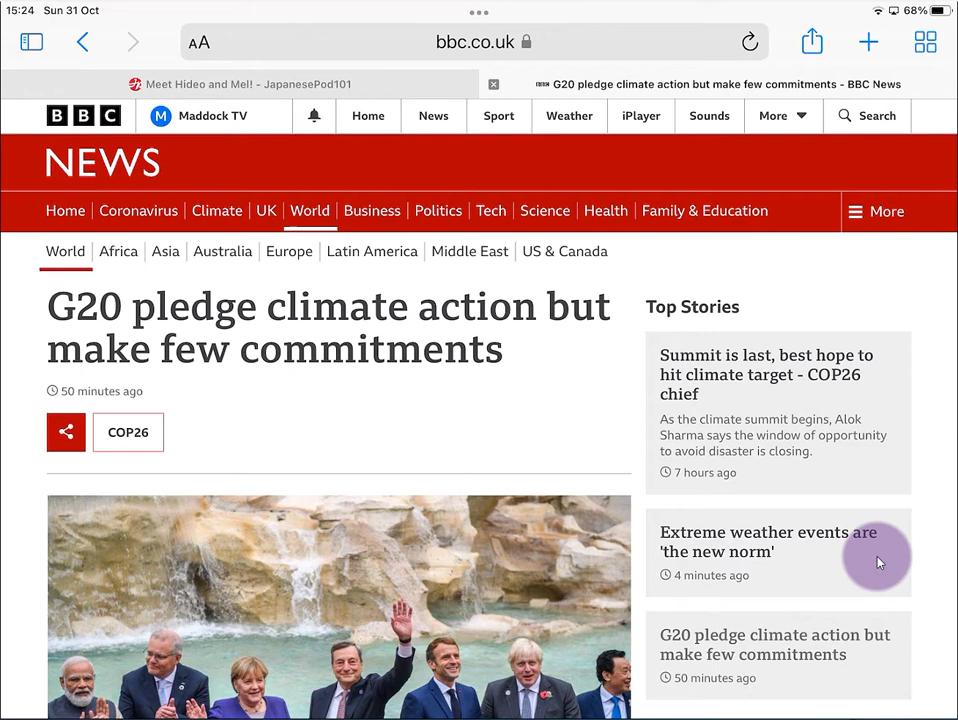 15:24 Sun 31 Oct
68%
AA
bbc.co.uk
Meet Hideo and Mel! - JapanesePod101
BBC G20 pledge climate action but make few commitments - BBC News
BBC
M Maddock TV
Home
News
Sport
Weather
iPlayer
Sounds
More
Search
NEWS
Home
Coronavirus
Climate
UK
World
Business
Politics
Tech
Science
Health
Family & Education
More
World
Africa
Asia
Australia
Europe
Latin America
Middle East
US & Canada
G20 pledge climate action but
make few commitments
50 minutes ago
COP26
Top Stories
Summit is last, best hope to
hit climate target - COP26
chief
As the climate summit begins, Alok
Sharma says the window of opportunity
to avoid disaster is closing.
7 hours ago
Extreme weather events are
'the new norm'
4 minutes ago
G20 pledge climate action but
make few commitments
50 minutes ago